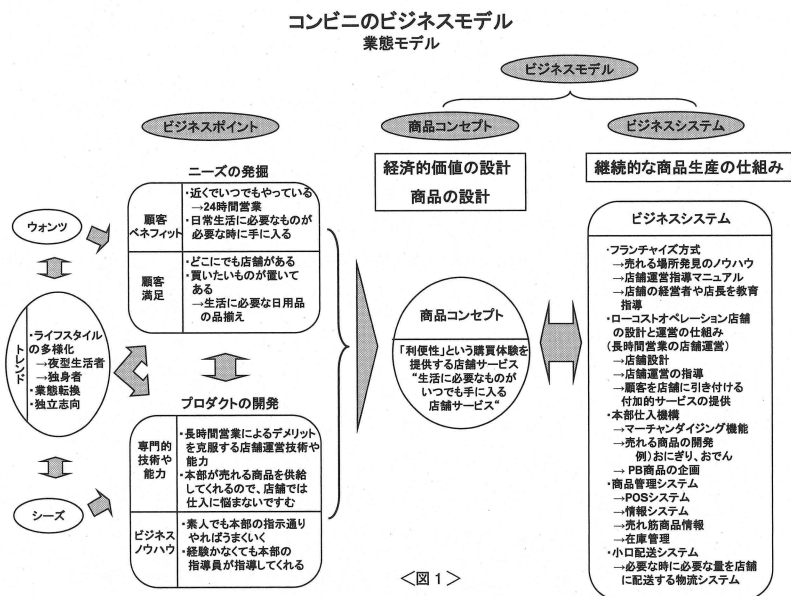 コンビニのビジネスモデル
業態モデル
ビジネスモデル
ビジネスポイント
商品コンセプト
ビジネスシステム
経済的価値の設計
商品の設計
継続的な商品生産の仕組み
ニーズの発掘
顧客
ベネフィット
・近くでいつでもやっている
→24時間営業
・日常生活に必要なものが
必要な時に手に入る
顧客
満足
・どこにでも店舗がある
・買いたいものが置いて
ある
→生活に必要な日用品
の品揃え
ウォンツ
トレンド
・ライフスタイル
の多様化
→夜型生活者
→独身者
・業態転換
・独立志向
シーズ
プロダクトの開発
専門的
技術や
能力
・長時間営業によるデメリット
を克服する店舗運営技術や
能力
・本部が売れる商品を供給
してくれるので、店舗では
仕入に悩まないですむ
ビジネス
ノウハウ
・素人でも本部の指示通り
やればうまくいく
・経験かなくても本部の
指導員が指導してくれる
商品コンセプト
「利便性」という購買体験を
提供する店舗サービス
“生活に必要なものが
いつでも手に入る
店舗サービス“
ビジネスシステム
・フランチャイズ方式
→売れる場所発見のノウハウ
→店舗運営指導マニュアル
→店舗の経営者や店長を教育
指導
・ローコストオペレーション店舗
の設計と運営の仕組み
(長時間営業の店舗運営)
→店舗設計
→店舗運営の指導
→顧客を店舗に引き付ける
付加的サービスの提供
・本部仕入機構
→マーチャンダイジング機能
→売れる商品の開発
例)おにぎり、おでん
→ PB商品の企画
・商品管理システム
→POSシステム
→情報システム
→売れ筋商品情報
→在庫管理
・小口配送システム
→必要な時に必要な量を店舗
に配送する物流システム
＜図１＞